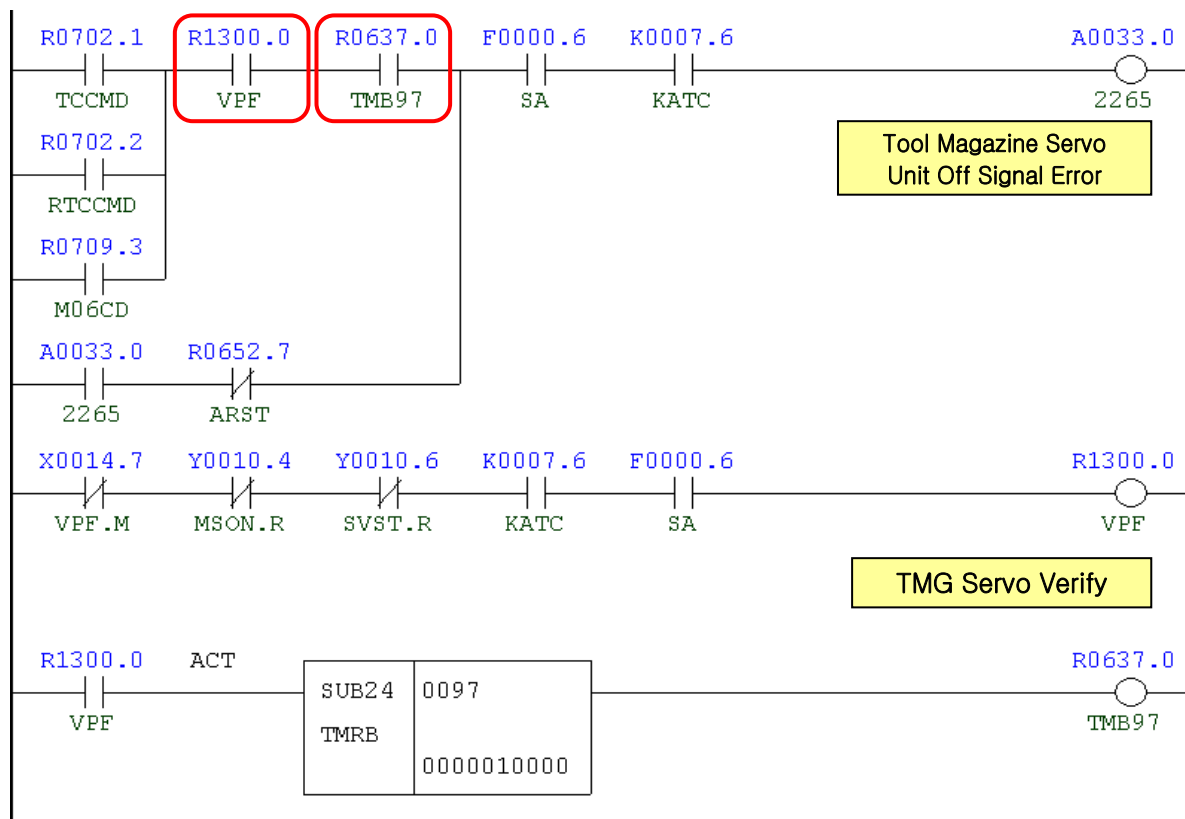 R0702.1 R1300.0 R0637.0 F0000.6 K0007.6 A0033.0
TCCMD VPF TMB97 SA KATC 2265
R0702.2
RTCCMD
Tool Magazine Servo
Unit Off Signal Error
R0709.3
M06CD
A0033.0 R0652.7
2265 ARST
X0014.7 Y0010.4 Y0010.6 K0007.6 F0000.6 R1300.0
VPF.M MSON.R SVST.R KATC SA VPF
TMG Servo Verify
R1300.0 ACT R0637.0
SUB24 0097
VPF TMRB TMB97
0000010000